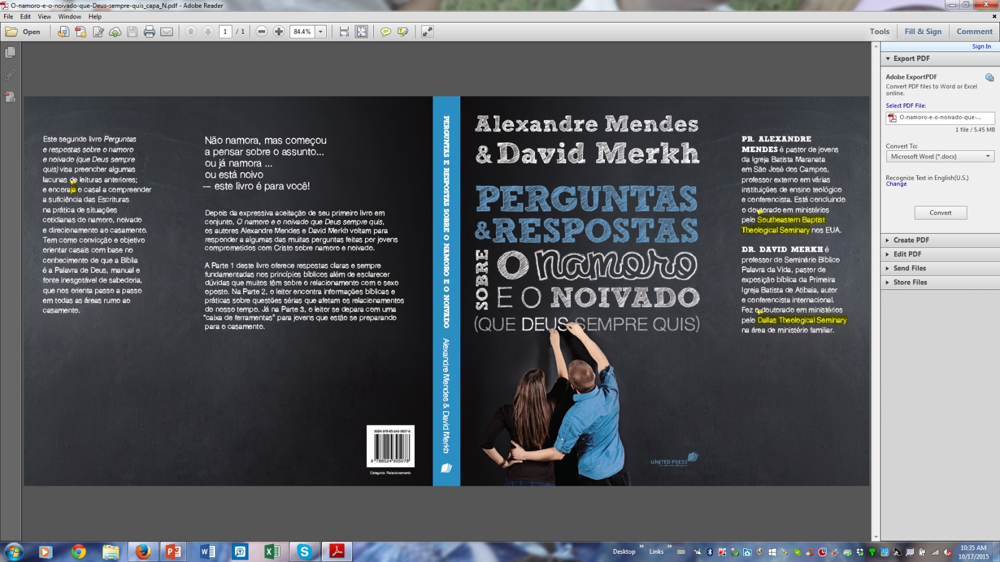 O-namoro-e-o-noivado-que-Deus-sempre-quis_capa_N.pdf - Adobe Reader
File Edit View Window Help
Open
1 / 1
84.4%
Tools
Fill & Sign
Comment
Sign In
Export PDF
Adobe ExportPDF
Convert PDF files to Word or Excel
online.
Select PDF File:
O-namoro-e-o-noivado-que-...
1 file / 5.45 MB
Convert To:
Microsoft Word (*.docx)
Recognize Text in English(U.S.)
Change
Convert
Create PDF
Edit PDF
Send Files
Store Files
Este segundo livro Perguntas
e respostas sobre o namoro
e noivado (que Deus sempre
quis) visa preencher algumas
lacunas de leituras anteriores;
e encoraja o casal a compreender
a suficiência das Escrituras
na prática de situações
cotidianas do namoro, noivado
e direcionamento ao casamento.
Tem como convicção e objetivo
orientar casais com base no
conhecimento de que a Bíblia
é a Palavra de Deus, manual e
fonte inesgotável de sabedoria,
que nos orienta passo a passo
em todas as áreas rumo ao
casamento.
Não namora, mas começou
a pensar sobre o assunto...
ou já namora ...
ou está noivo
— este livro é para você!
Depois da expressiva aceitação de seu primeiro livro em
conjunto, O namoro e o noivado que Deus sempre quis,
os autores Alexandre Mendes e David Merkh voltam para
responder a algumas das muitas perguntas feitas por jovens
comprometidos com Cristo sobre namoro e noivado.
A Parte 1 deste livro oferece respostas claras e sempre
fundamentadas nos princípios bíblicos além de esclarecer
dúvidas que muitos têm sobre o relacionamento com o sexo
oposto. Na Parte 2, o leitor encontra informações bíblicas e
práticas sobre questões sérias que afetam os relacionamentos
do nosso tempo. Já na Parte 3, o leitor se depara com uma
“caixa de ferramentas” para jovens que estão se preparando
para o casamento.
ISBN 978-85-243-0507-8
9 788524 305078
Categoria: Relacionamento
PERGUNTAS E RESPOSTAS SOBRE O NAMORO E O NOIVADO
Alexandre Mendes & David Merkh
Alexandre Mendes
& David Merkh
PERGUNTAS
& RESPOSTAS
SOBRE
O namoro
E O NOIVADO
(QUE DEUS SEMPRE QUIS)
UNITED PRESS
PR. ALEXANDRE
MENDES é pastor de jovens
da Igreja Batista Maranata
em São José dos Campos,
professor externo em várias
instituições de ensino teológico
e conferencista. Está concluindo
o doutorado em ministérios
pelo Southeastern Baptist
Theological Seminary nos EUA.
DR. DAVID MERKH é
professor do Seminário Bíblico
Palavra da Vida, pastor de
exposição bíblica da Primeira
Igreja Batista de Atibaia, autor
e conferencista internacional.
Fez o doutorado em ministérios
pelo Dallas Theological Seminary
na área de ministério familiar.
Desktop
Links
10:35 AM
10/17/2015